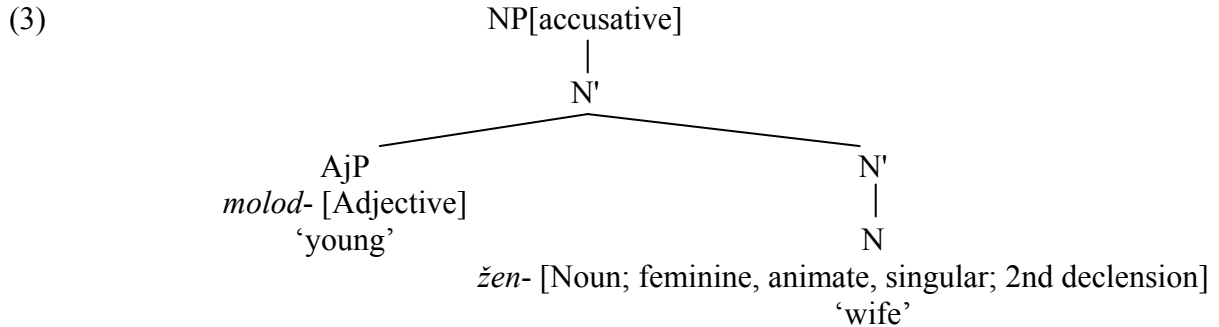 (3) NP[accusative]
N'
AjP N'
molod- [Adjective]
‘young’ N
žen- [Noun; feminine, animate, singular; 2nd declension]
‘wife’